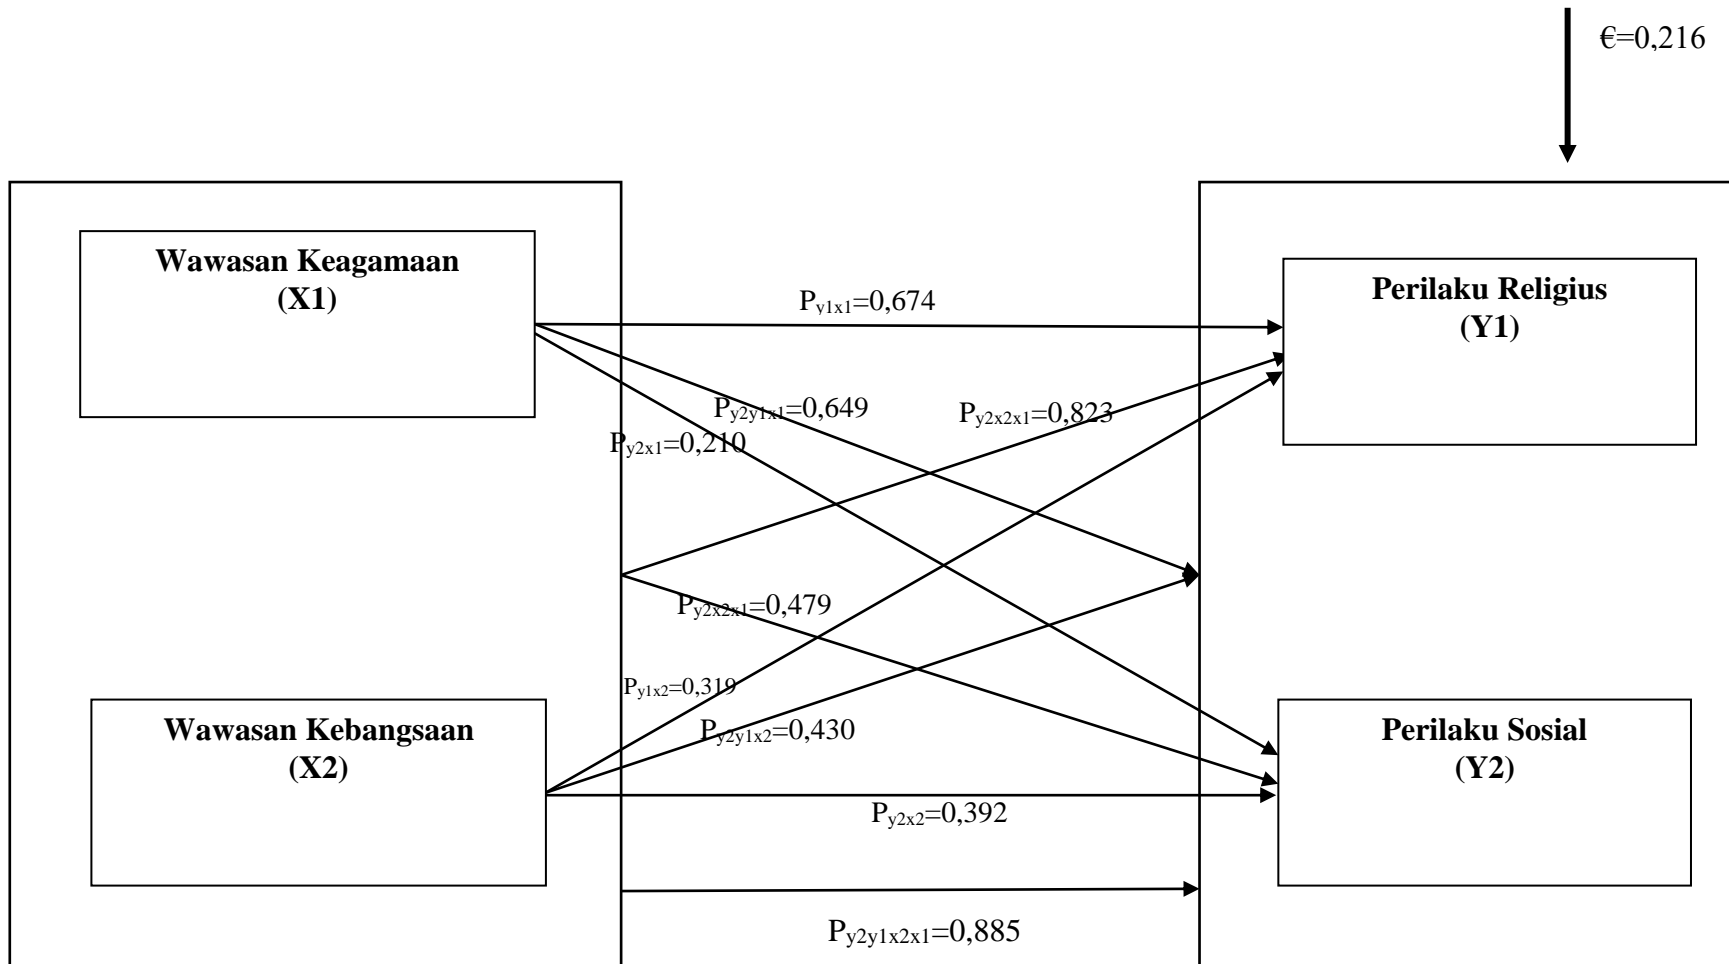 €=0,216
Wawasan Keagamaan
(X1)
Perilaku Religius
(Y1)
Py1x1=0,674
Py2y1x1=0,649
Py2x2x1=0,823
Py2x1=0,210
Py2x2x1=0,479
Py1x2=0,319
Wawasan Kebangsaan
(X2)
Py2y1x2=0,430
Perilaku Sosial
(Y2)
Py2x2=0,392
Py2y1x2x1=0,885